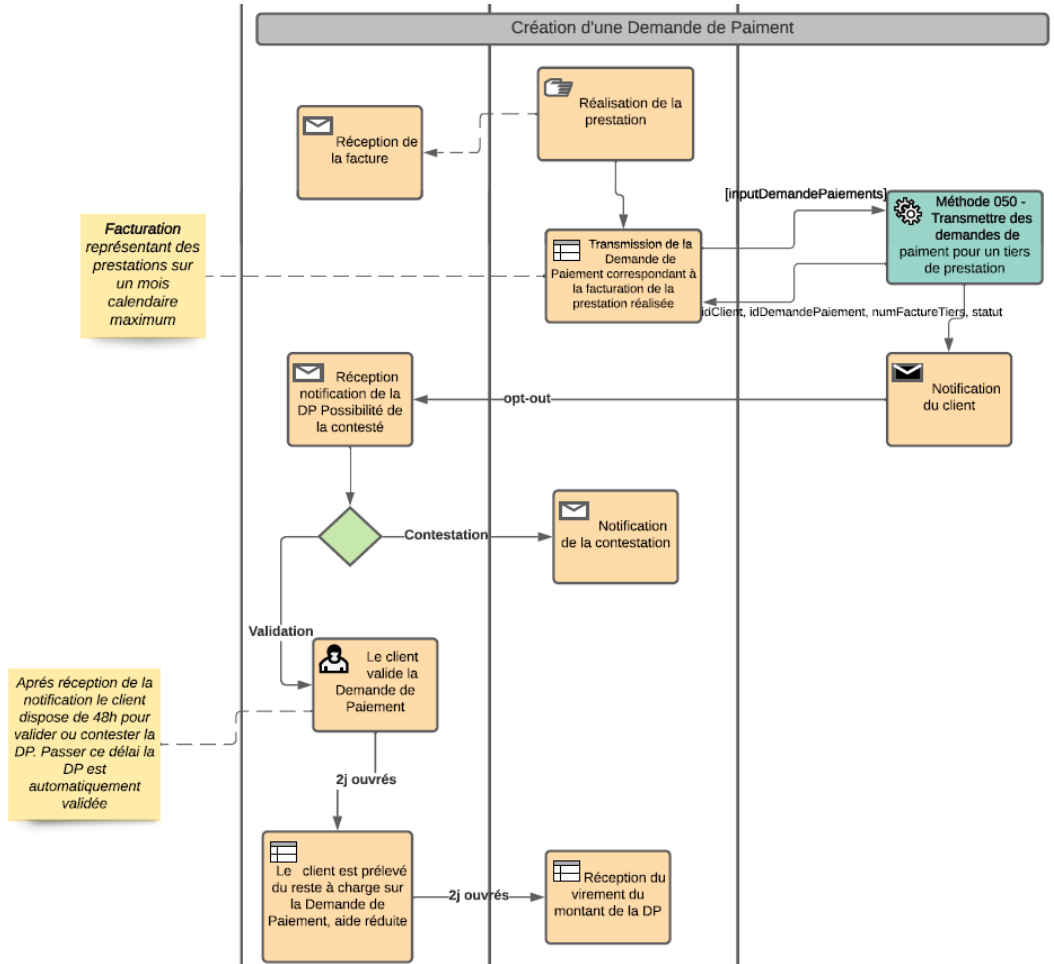 Création d'une Demande de Paiment
Réalisation de la
prestation
Réception de
la facture
[inputDemandePaiements]
Méthode 050 -
Transmettre des
demandes de
paiment pour un tiers
de prestation
Facturation
représentant des
prestations sur
un mois
calendaire
maximum
Transmission de la
Demande de
Paiement correspondant à
la facturation de la
prestation réalisée
idClient, idDemandePaiement, numFactureTiers, statut
Réception
notification de la
DP Possibilité de
la contesté
opt-out
Notification
du client
Contestation
Notification
de la contestation
Validation
Le client
valide la
Demande de
Paiement
Aprés réception de la
notification le client
dispose de 48h pour
valider ou contester la
DP. Passer ce délai la
DP est
automatiquement
validée
2j ouvrés
Le client est prélevé
du reste à charge sur
la Demande de
Paiement, aide réduite
2j ouvrés
Réception du
virement du
montant de la DP